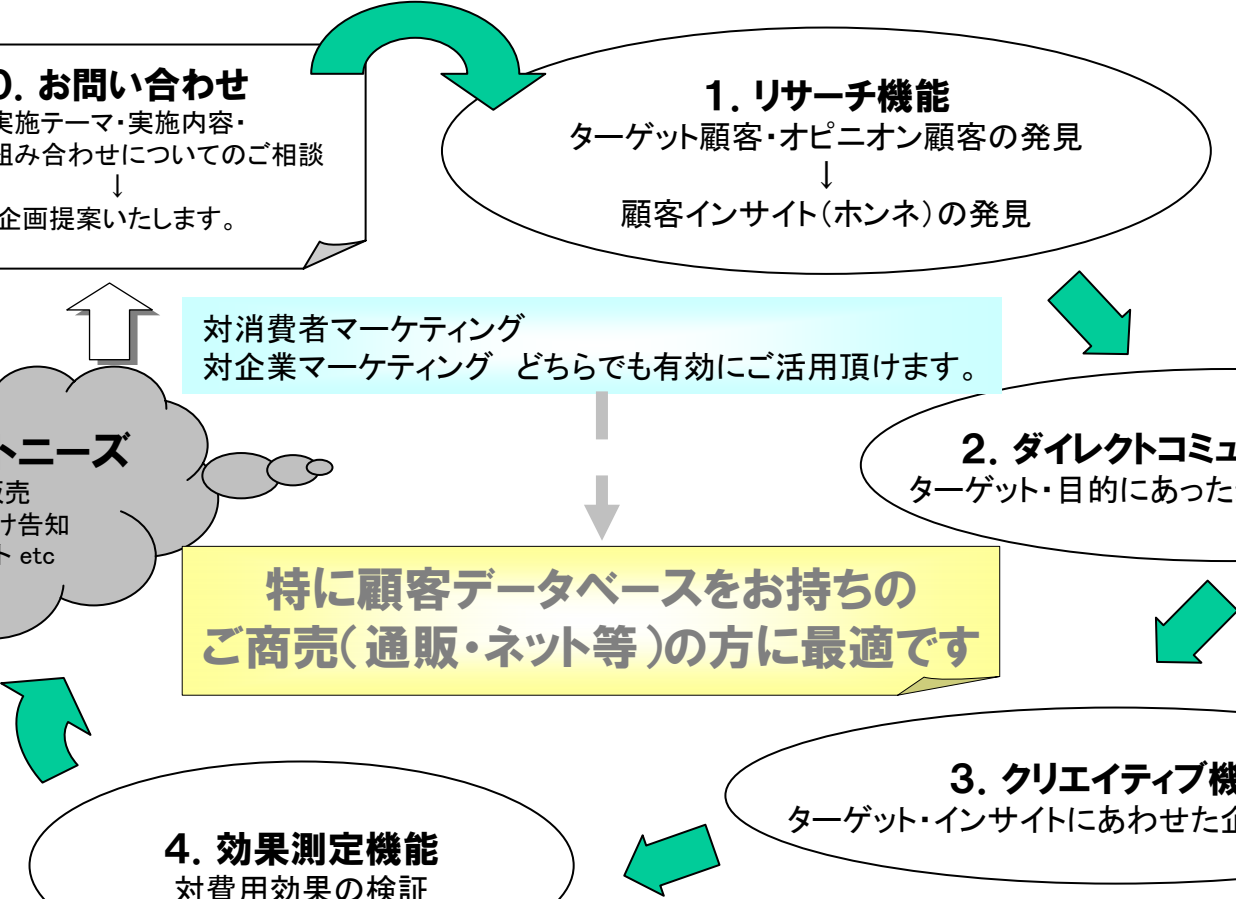 0. お問い合わせ
実施テーマ・実施内容・
組み合わせについてのご相談
↓
企画提案いたします。
1. リサーチ機能
ターゲット顧客・オピニオン顧客の発見
↓
顧客インサイト(ホンネ)の発見
対消費者マーケティング
対企業マーケティング　どちらでも有効にご活用頂けます。
トニーズ
販売
け告知
ト etc
2. ダイレクトコミュ
ターゲット・目的にあった
特に顧客データベースをお持ちの
ご商売(通販・ネット等)の方に最適です
3. クリエイティブ機
ターゲット・インサイトにあわせた企
4. 効果測定機能
対費用効果の検証